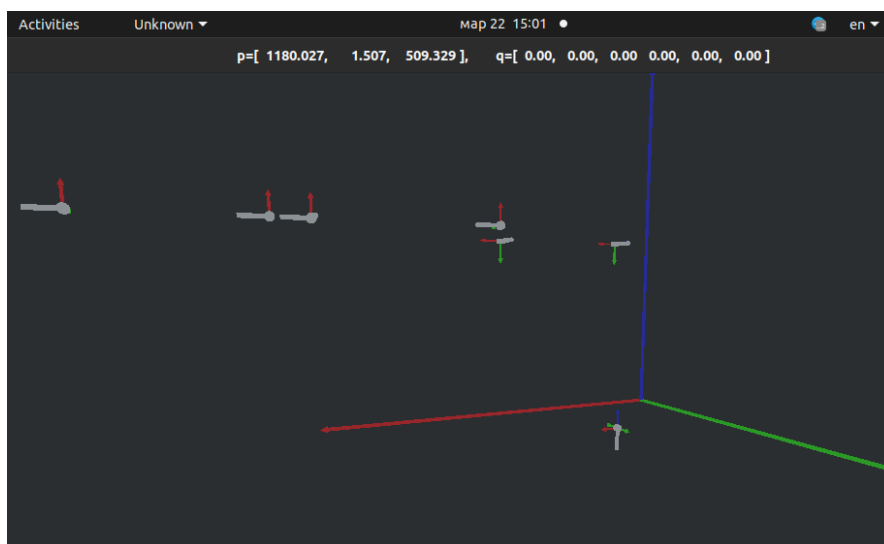 Activities Unknown мар 22 15:01 en
p=[ 1180.027, 1.507, 509.329 ], q=[ 0.00, 0.00, 0.00 0.00, 0.00, 0.00 ]